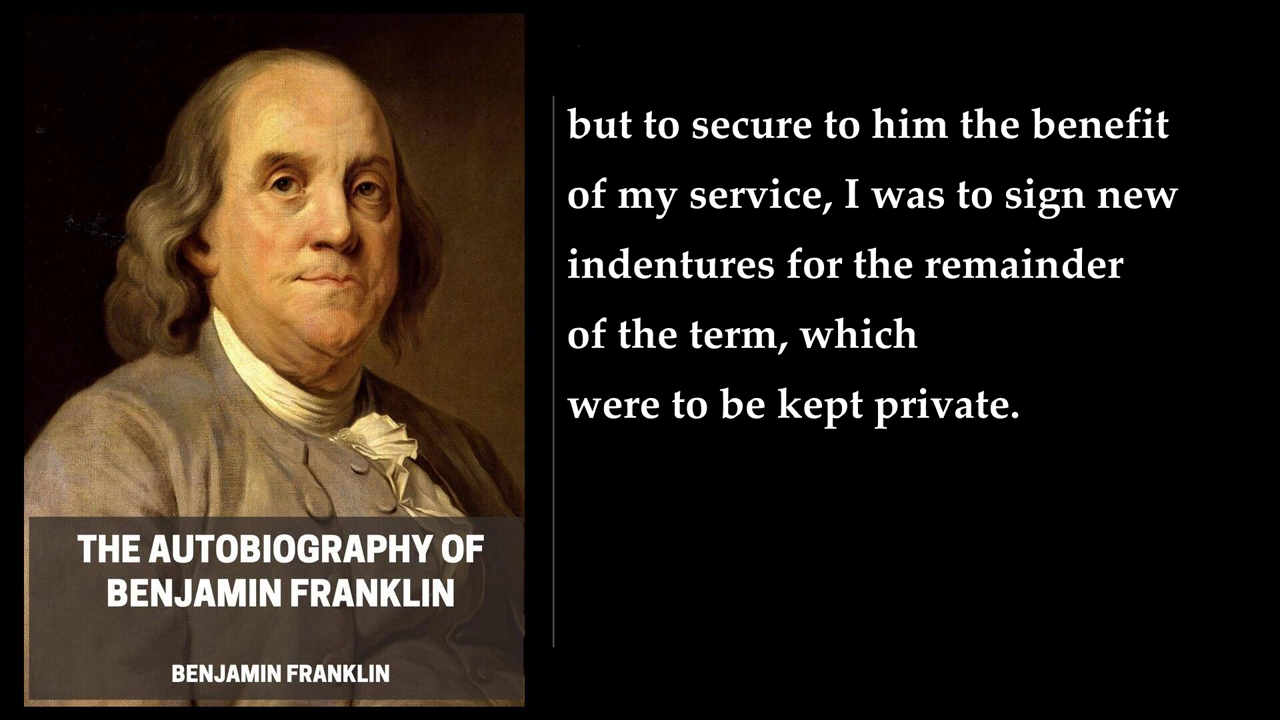 but to secure to him the benefit
of my service, I was to sign new
indentures for the remainder
of the term, which
were to be kept private.
THE AUTOBIOGRAPHY OF
BENJAMIN FRANKLIN
BENJAMIN FRANKLIN